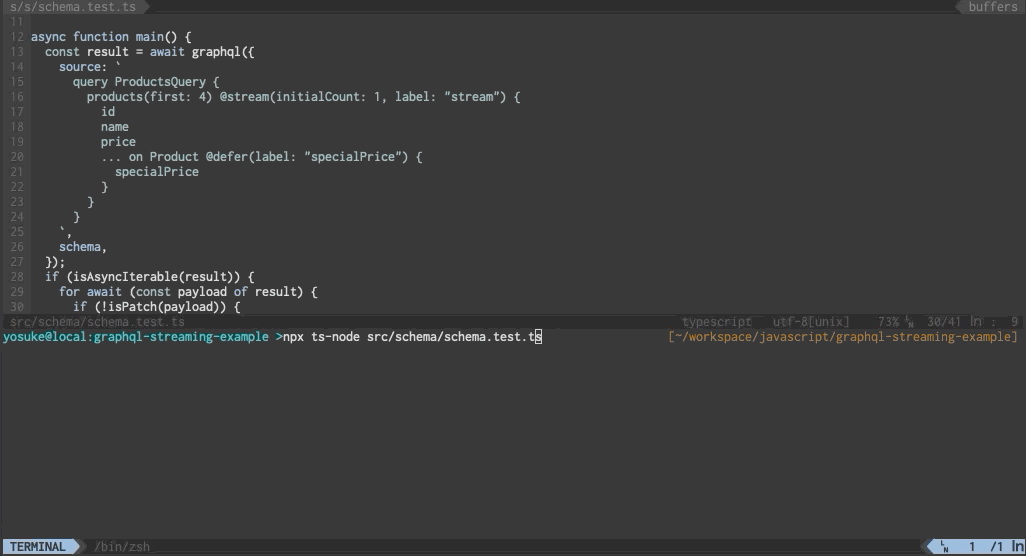 s/s/schema.test.ts buffers
11
12 async function main() {
13 const result = await graphql({
14 source: `
15 query ProductsQuery {
16 products(first: 4) @stream(initialCount: 1, label: "stream") {
17 id
18 name
19 price
20 ... on Product @defer(label: "specialPrice") {
21 specialPrice
22 }
23 }
24 }
25 `,
26 schema,
27 });
28 if (isAsyncIterable(result)) {
29 for await (const payload of result) {
30 if (!isPatch(payload)) {
src/schema/schema.test.ts typescript utf-8[unix] 73% ㏑ 30/41 ln : 9
yosuke@local:graphql-streaming-example >npx ts-node src/schema/schema.test.ts [~/workspace/javascript/graphql-streaming-example]
TERMINAL /bin/zsh 1 /1 ln